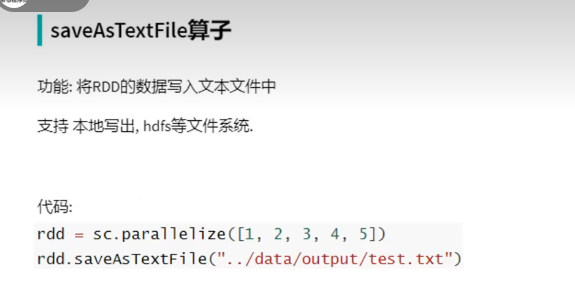 saveAsTextFile算子
功能: 将RDD的数据写入文本文件中
支持 本地写出, hdfs等文件系统.
代码:
rdd = sc.parallelize([1, 2, 3, 4, 5])
rdd.saveAsTextFile("../data/output/test.txt")